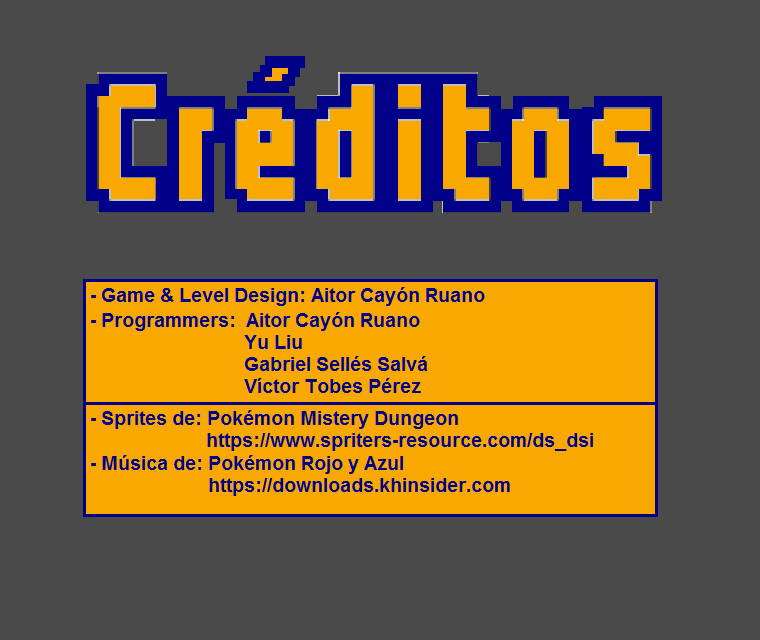 Créditos
- Game & Level Design: Aitor Cayón Ruano
- Programmers: Aitor Cayón Ruano
Yu Liu
Gabriel Sellés Salvá
Víctor Tobes Pérez
- Sprites de: Pokémon Mistery Dungeon
https://www.spriters-resource.com/ds_dsi
- Música de: Pokémon Rojo y Azul
https://downloads.khinsider.com